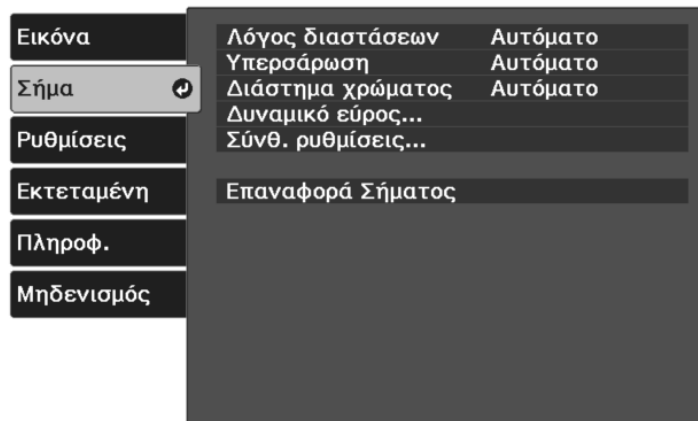 Εικόνα
Σήμα
Ρυθμίσεις
Εκτεταμένη
Πληροφ.
Μηδενισμός
Λόγος διαστάσεων Αυτόματο
Υπερσάρωση Αυτόματο
Διάστημα χρώματος Αυτόματο
Δυναμικό εύρος...
Σύνθ. ρυθμίσεις...
Επαναφορά Σήματος